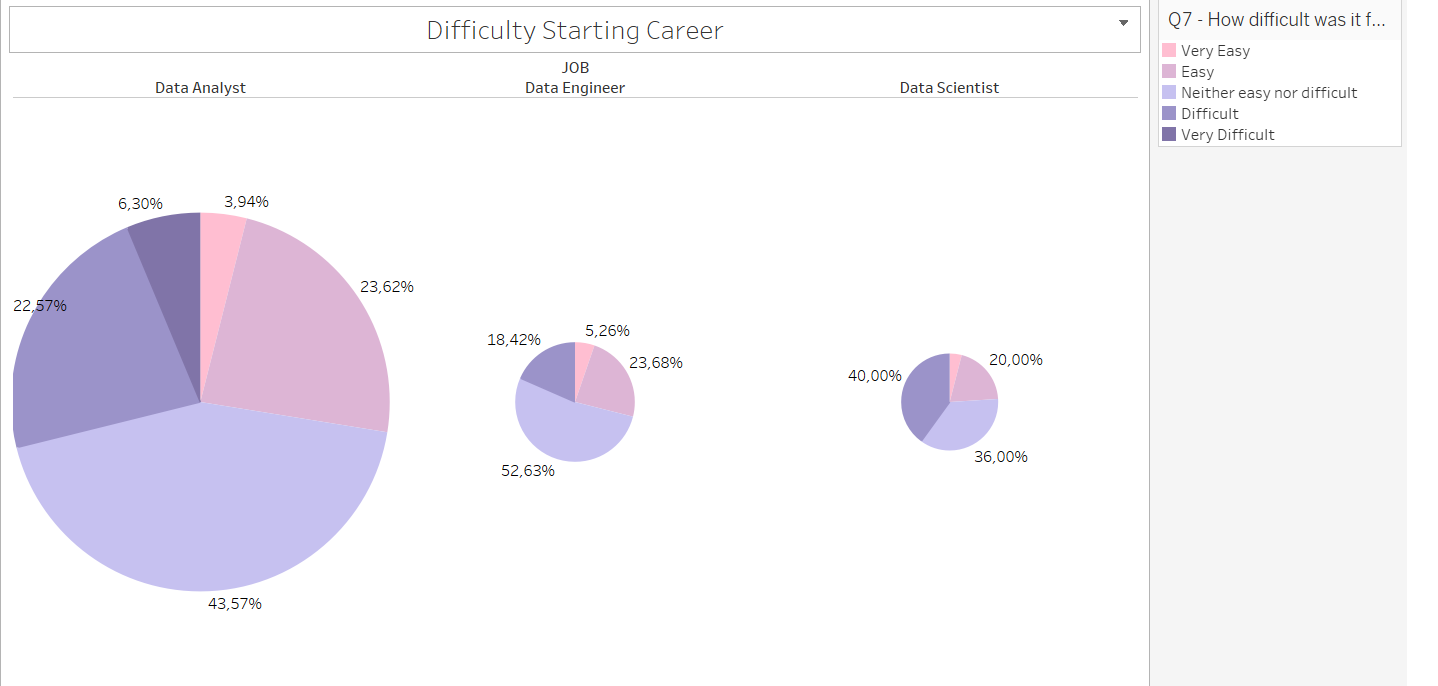 Difficulty Starting Career
JOB
Data Analyst
Data Engineer
Data Scientist
6,30%
3,94%
23,62%
22,57%
43,57%
18,42%
5,26%
23,68%
52,63%
40,00%
20,00%
36,00%
Q7 - How difficult was it f...
Very Easy
Easy
Neither easy nor difficult
Difficult
Very Difficult